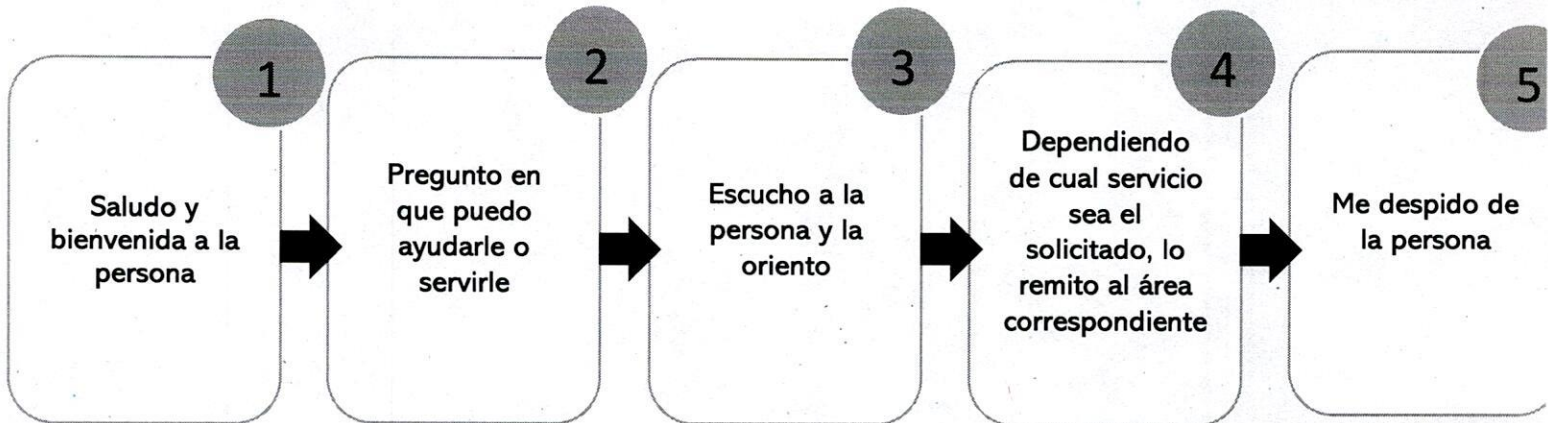 1
Saludo y
bienvenida a la
persona
2
Pregunto en
que puedo
ayudarle o
servirle
3
Escucho a la
persona y la
oriento
4
Dependiendo
de cual servicio
sea el
solicitado, lo
remito al área
correspondiente
5
Me despido de
la persona